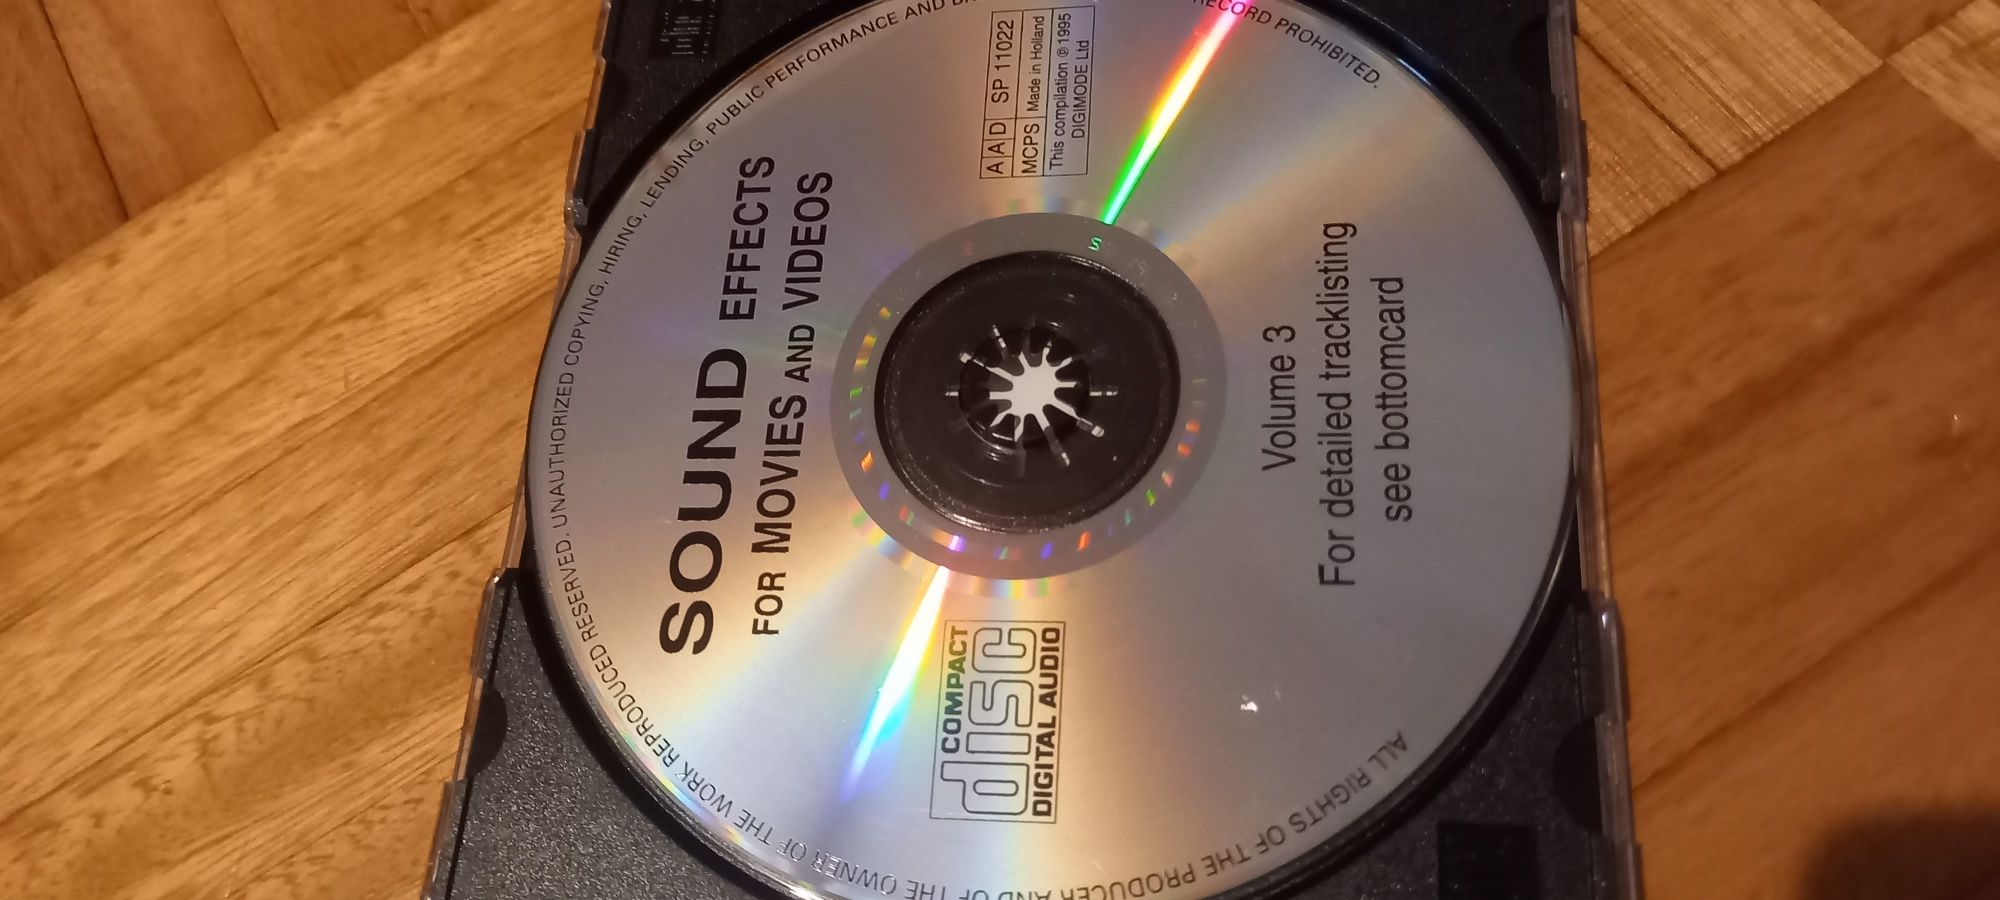 SOUND EFFECTS
FOR MOVIES AND VIDEOS
COMPACT
disc
DIGITAL AUDIO
A A D SP 11022
MCPS Made in Holland
This compilation ℗ 1995
DIGIMODE Ltd
Volume 3
For detailed tracklisting
see bottomcard
ALL RIGHTS OF THE PRODUCER AND OF THE OWNER OF THE WORK REPRODUCED RESERVED. UNAUTHORIZED COPYING, HIRING, LENDING, PUBLIC PERFORMANCE AND RECORD PROHIBITED.